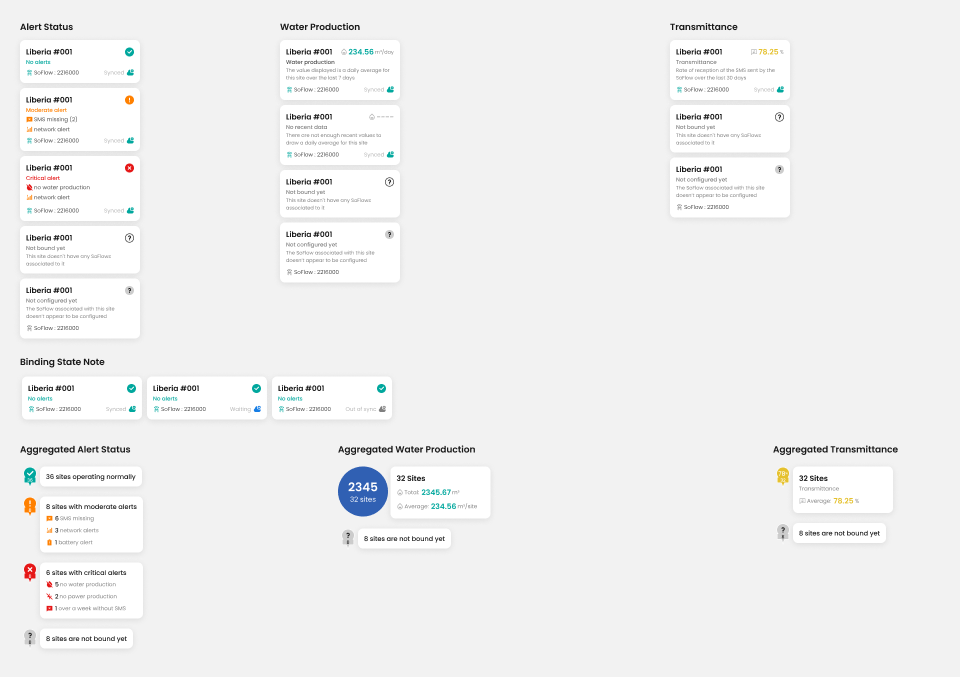 Alert Status
Liberia #001
No alerts
SoFlow : 2216000
Synced
Liberia #001
Moderate alert
SMS missing (2)
network alert
SoFlow : 2216000
Synced
Liberia #001
Critical alert
no water production
network alert
SoFlow : 2216000
Synced
Liberia #001
Not bound yet
This site doesn't have any SoFlows
associated to it
Liberia #001
Not configured yet
The SoFlow associated with this site
doesn't appear to be configured
SoFlow : 2216000
Water Production
Liberia #001
234.56 m³/day
Water production
The value displayed is a daily average for
this site over the last 7 days
SoFlow : 2216000
Synced
Liberia #001
----
No recent data
There are not enough recent values to
draw a daily average for this site
SoFlow : 2216000
Synced
Liberia #001
Not bound yet
This site doesn't have any SoFlows
associated to it
Liberia #001
Not configured yet
The SoFlow associated with this site
doesn't appear to be configured
SoFlow : 2216000
Transmittance
Liberia #001
78.25 %
Transmittance
Rate of reception of the SMS sent by the
SoFlow over the last 30 days
SoFlow : 2216000
Synced
Liberia #001
Not bound yet
This site doesn't have any SoFlows
associated to it
Liberia #001
Not configured yet
The SoFlow associated with this site
doesn't appear to be configured
SoFlow : 2216000
Binding State Note
Liberia #001
No alerts
SoFlow : 2216000
Synced
Liberia #001
No alerts
SoFlow : 2216000
Waiting
Liberia #001
No alerts
SoFlow : 2216000
Out of sync
Aggregated Alert Status
36 sites operating normally
8 sites with moderate alerts
6 SMS missing
3 network alerts
1 battery alert
6 sites with critical alerts
5 no water production
2 no power production
1 over a week without SMS
8 sites are not bound yet
Aggregated Water Production
2345
32 sites
32 Sites
Total: 2345.67 m³
Average: 234.56 m³/site
8 sites are not bound yet
Aggregated Transmittance
32 Sites
Transmittance
Average: 78.25 %
8 sites are not bound yet